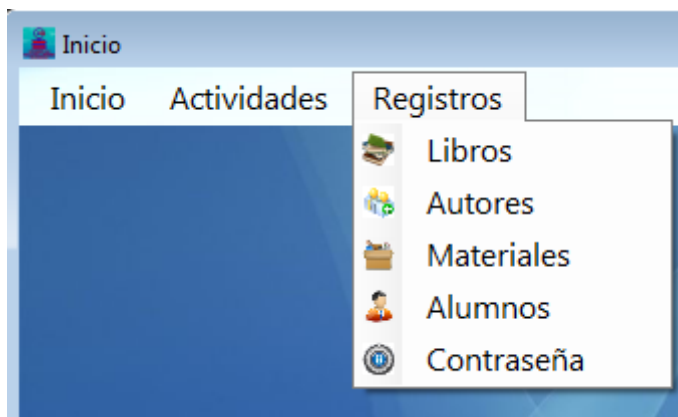 Inicio
Inicio Actividades Registros
Libros
Autores
Materiales
Alumnos
Contraseña